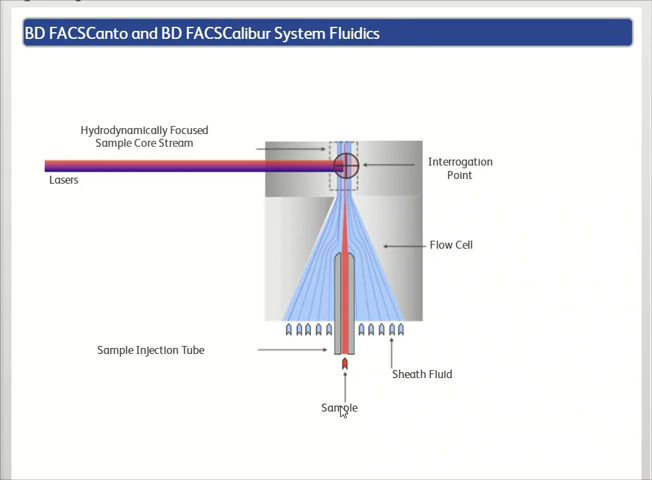 BD FACSCanto and BD FACSCalibur System Fluidics
Hydrodynamically Focused
Sample Core Stream
Interrogation
Point
Lasers
Flow Cell
Sample Injection Tube
Sheath Fluid
Sample